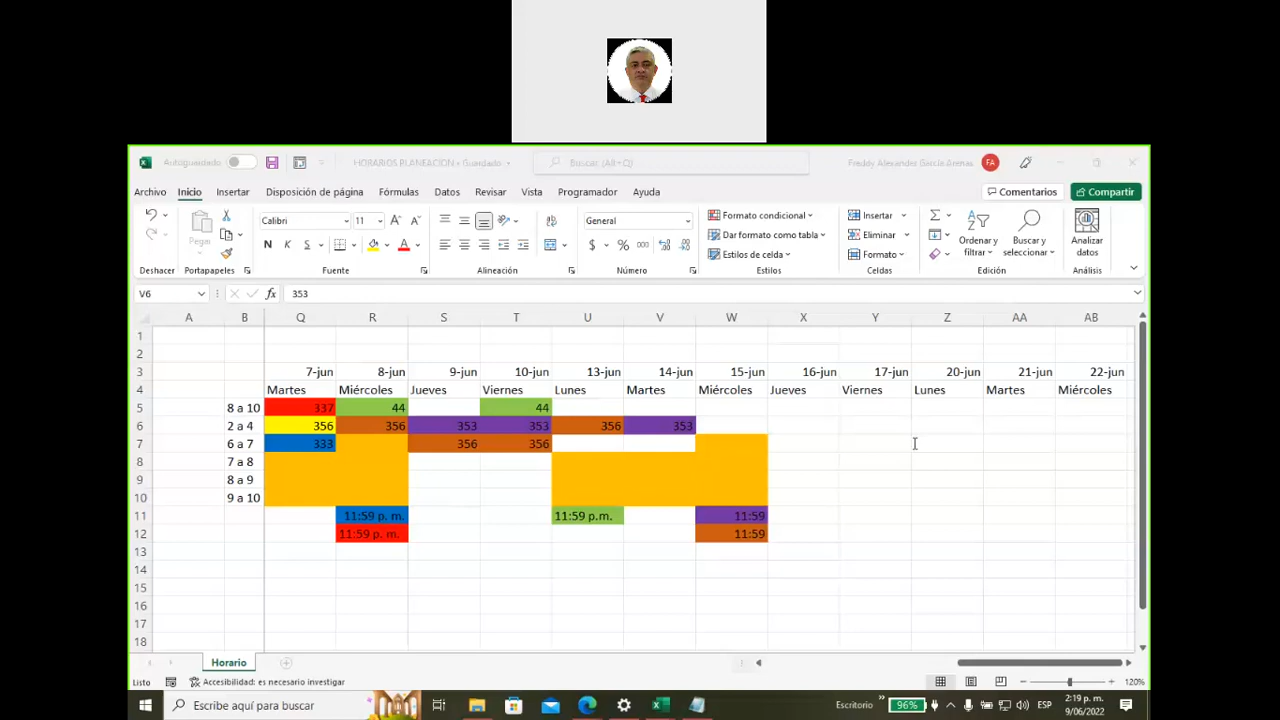 Autoguardado HORARIOS PLANEACION • Guardado Buscar (Alt+Q) Freddy Alexander Garcia Grenas FA
Archivo Inicio Insertar Disposición de página Fórmulas Datos Revisar Vista Programador Ayuda Comentarios Compartir
Calibri 11 General Formato condicional Insertar
Pegar N K S $ % 000 Dar formato como tabla Eliminar Ordenar y filtrar Buscar y seleccionar Analizar datos
Estilos de celda Formato
Deshacer Portapapeles Fuente Alineación Número Estilos Celdas Edición Análisis
V6 fx 353
A B Q R S T U V W X Y Z AA AB
1
2
3 7-jun 8-jun 9-jun 10-jun 13-jun 14-jun 15-jun 16-jun 17-jun 20-jun 21-jun 22-jun
4 Martes Miércoles Jueves Viernes Lunes Martes Miércoles Jueves Viernes Lunes Martes Miércoles
5 8 a 10 337 44 44
6 2 a 4 356 356 353 353 356 353
7 6 a 7 333 356 356
8 7 a 8
9 8 a 9
10 9 a 10
11 11:59 p. m. 11:59 p.m. 11:59
12 11:59 p. m. 11:59
13
14
15
16
17
18
Horario
Listo Accesibilidad: es necesario investigar 120%
Escribe aquí para buscar Escritorio 96% ESP 2:19 p. m.
9/06/2022